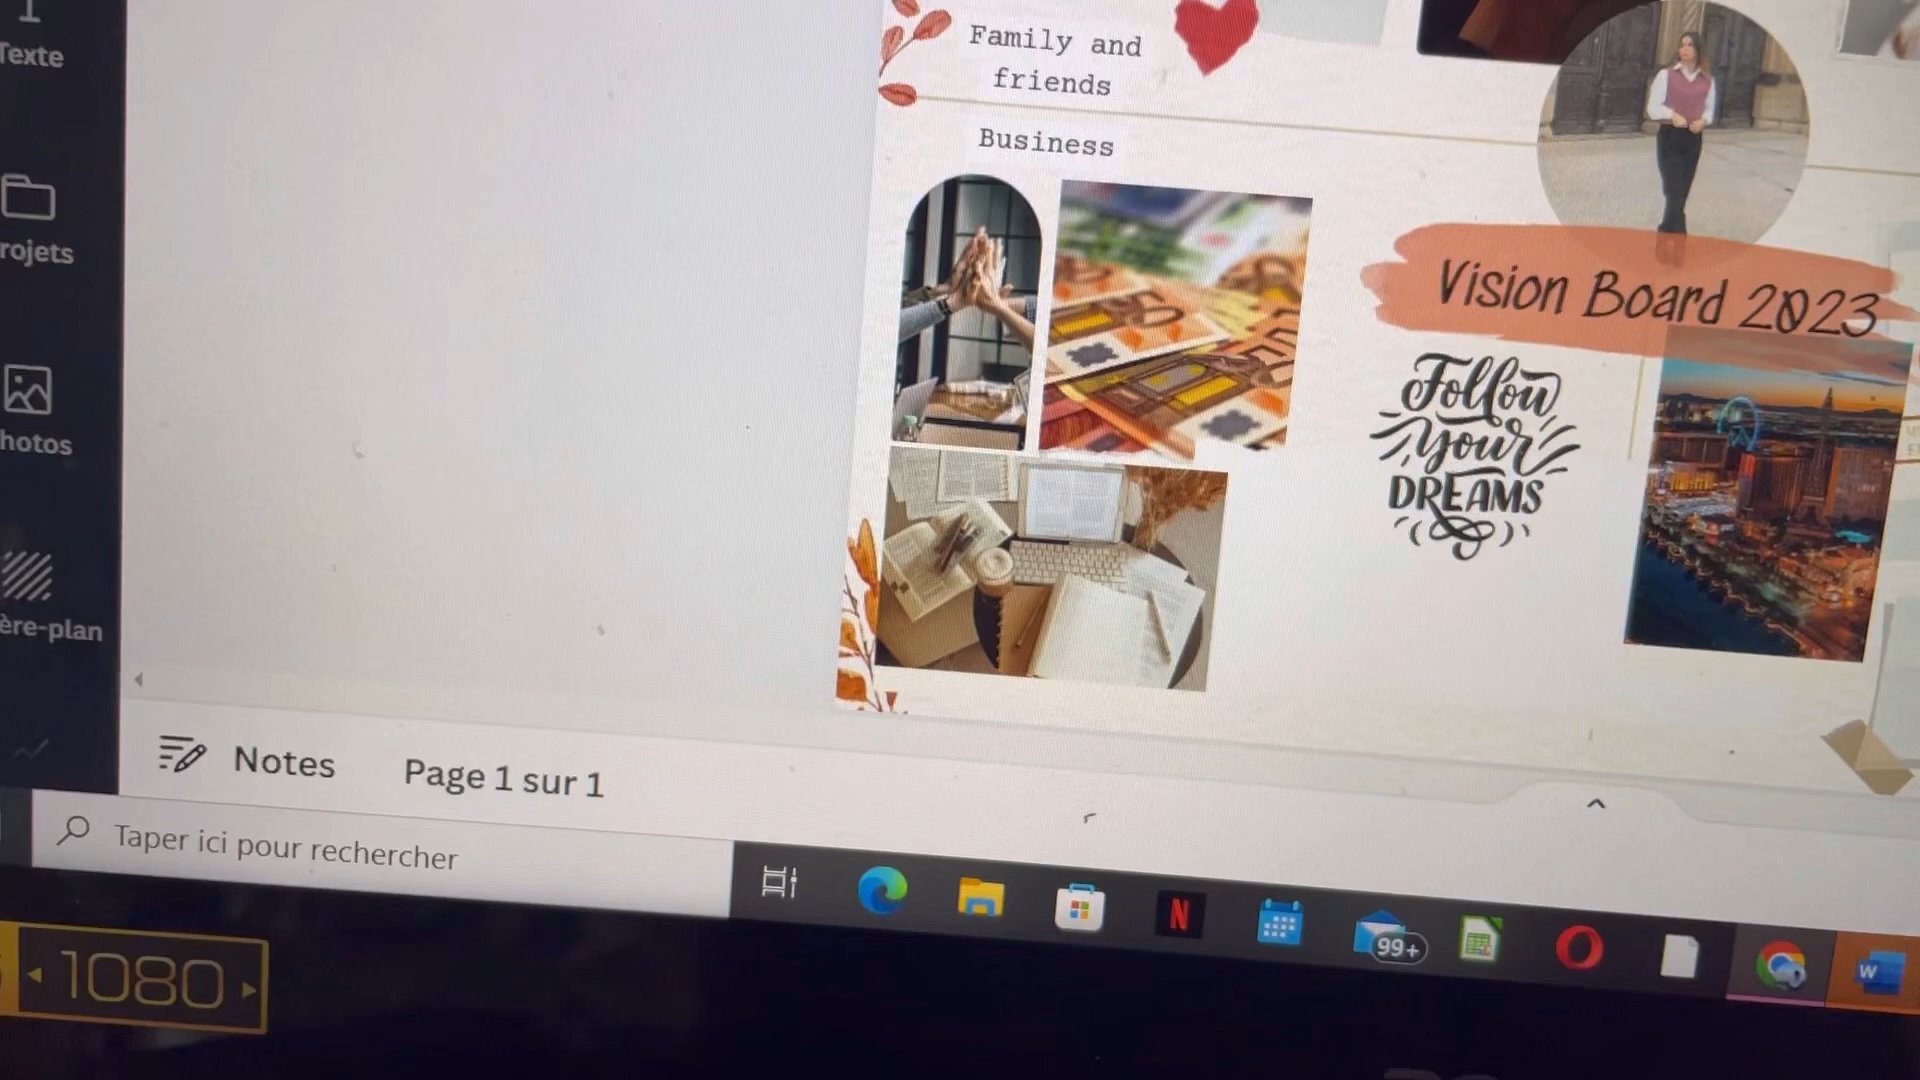 Texte
rojets
hotos
ère-plan
Family and
friends
Business
Vision Board 2023
Follow
your
DREAMS
Notes
Page 1 sur 1
Taper ici pour rechercher
N
99+
W
1080